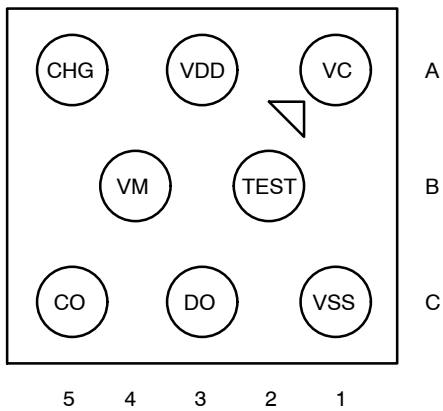 CHG VDD VC A
VM TEST B
CO DO VSS C
5 4 3 2 1